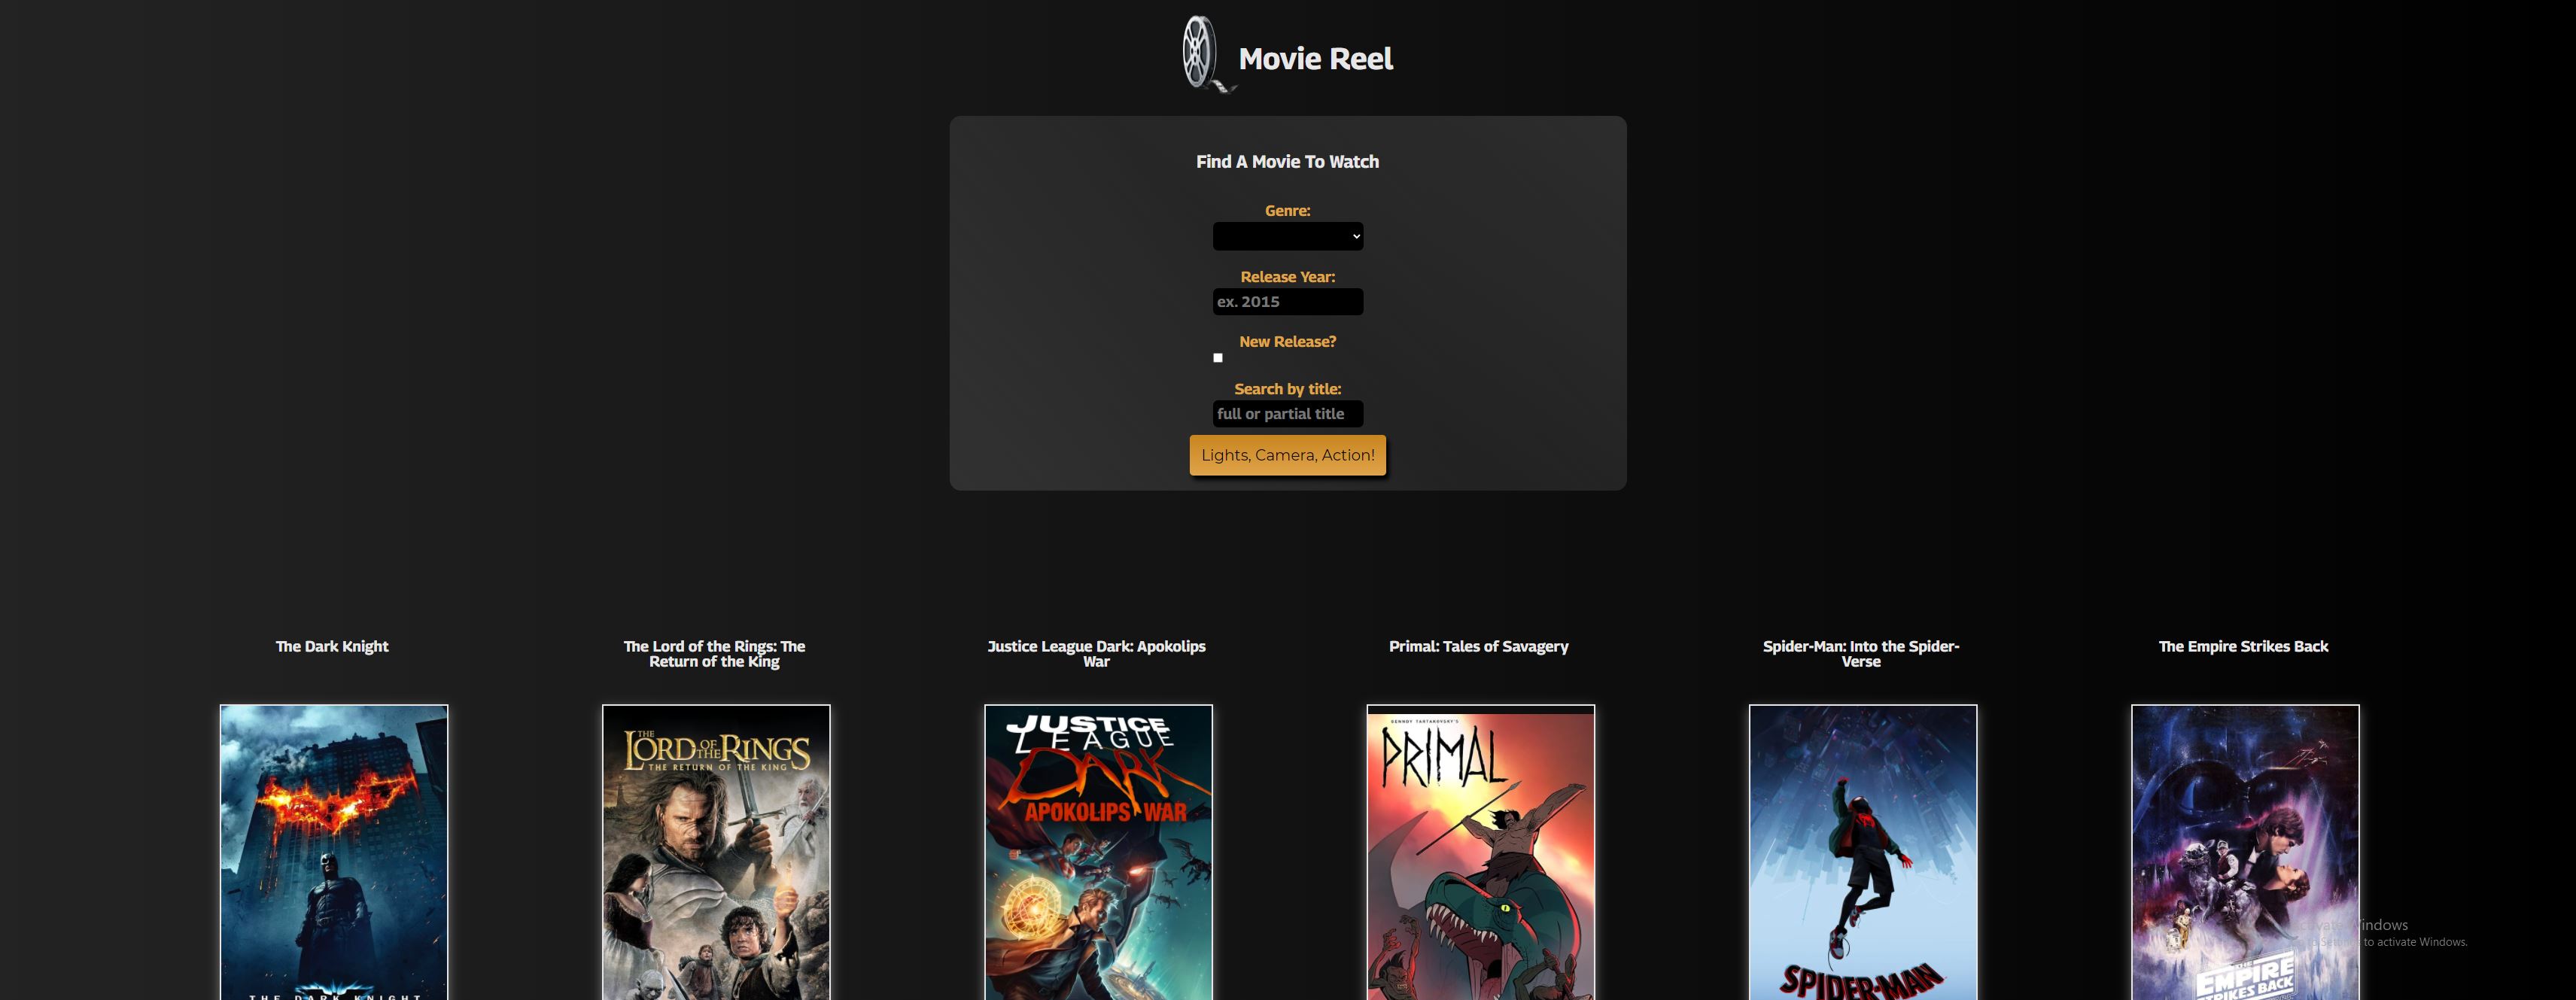 Movie Reel
Find A Movie To Watch
Genre:
Release Year:
ex. 2015
New Release?
Search by title:
full or partial title
Lights, Camera, Action!
The Dark Knight
The Lord of the Rings: The
Return of the King
Justice League Dark: Apokolips
War
Primal: Tales of Savagery
Spider-Man: Into the Spider-
Verse
The Empire Strikes Back
THE DARK KNIGHT
THE
LORD OF THE RINGS
THE RETURN OF THE KING
JUSTICE
LEAGUE
DARK
APOKOLIPS WAR
GENNDY TARTAKOVSKY'S
PRIMAL
SPIDER-MAN
THE
EMPIRE
STRIKES BACK
Windows
to activate Windows.